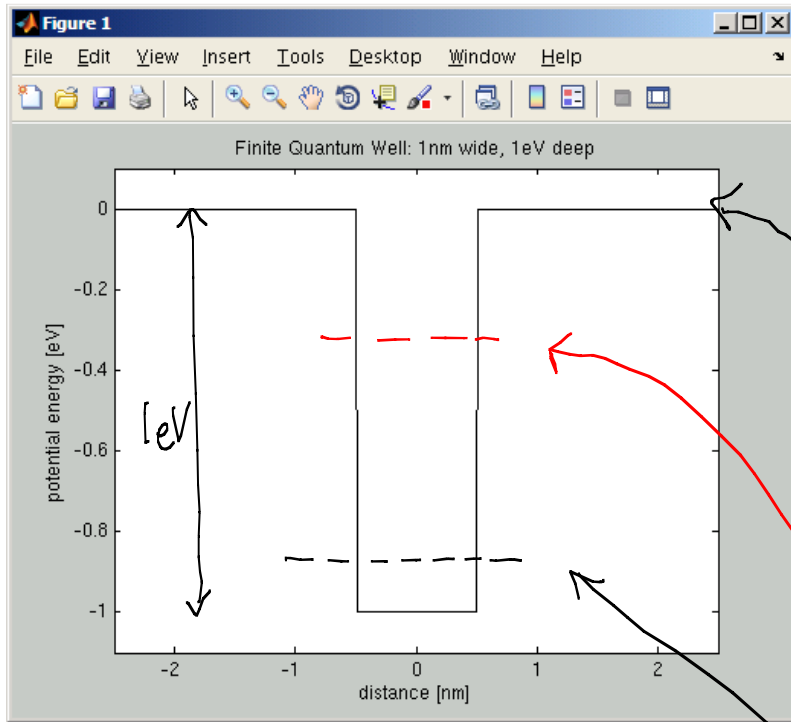 Figure 1
File Edit View Insert Tools Desktop Window Help
Finite Quantum Well: 1nm wide, 1eV deep
0
-0.2
-0.4
1eV
-0.6
-0.8
-1
potential energy [eV]
-2 -1 0 1 2
distance [nm]